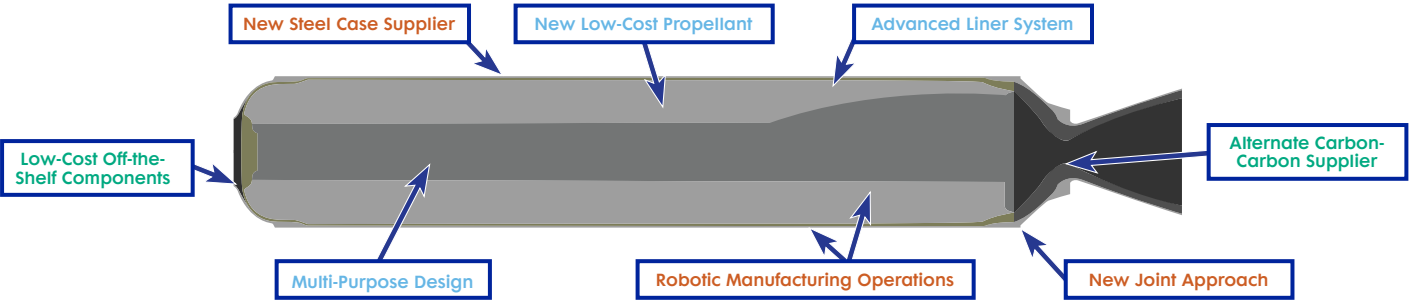 New Steel Case Supplier
New Low-Cost Propellant
Advanced Liner System
Low-Cost Off-the-
Shelf Components
Alternate Carbon-
Carbon Supplier
Multi-Purpose Design
Robotic Manufacturing Operations
New Joint Approach